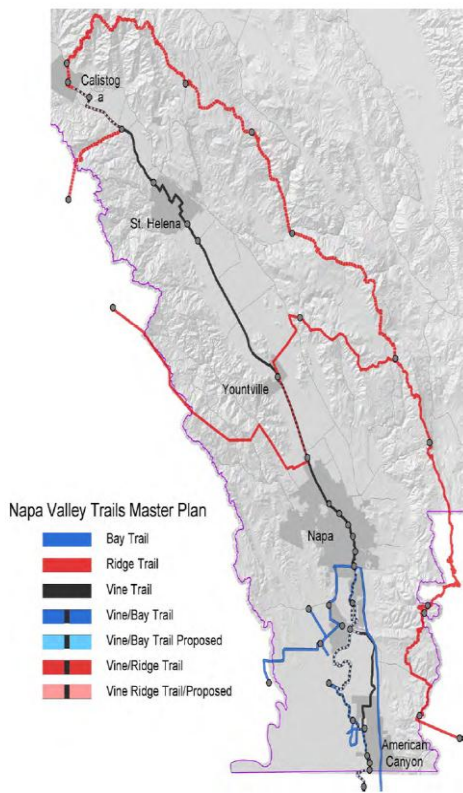 Calistog
a
St. Helena
Yountville
Napa Valley Trails Master Plan
Bay Trail
Ridge Trail
Vine Trail
Vine/Bay Trail
Vine/Bay Trail Proposed
Vine/Ridge Trail
Vine Ridge Trail/Proposed
Napa
American
Canyon